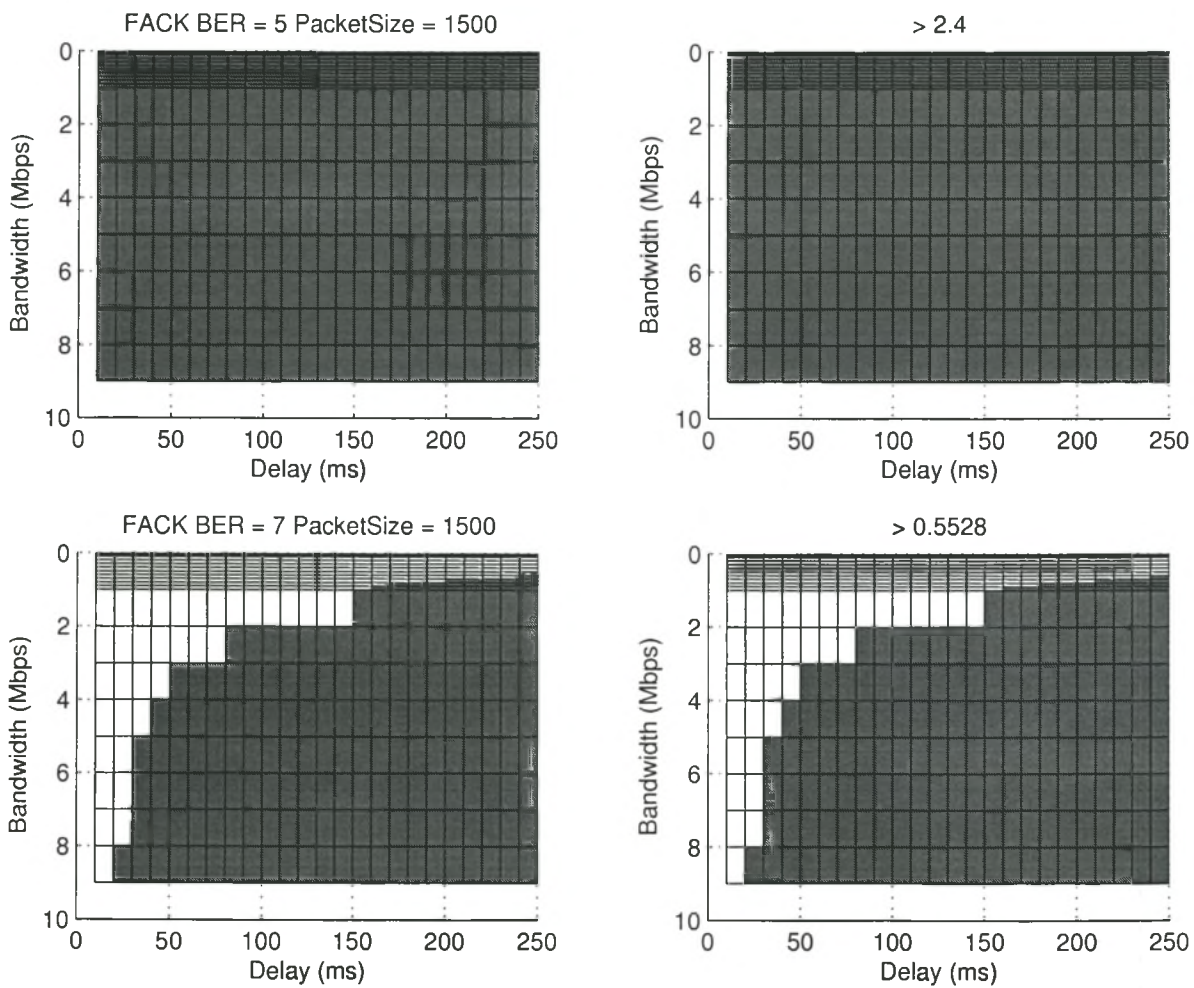 FACK BER = 5 PacketSize = 1500
0
2
4
6
8
10
Bandwidth (Mbps)
0 50 100 150 200 250
Delay (ms)
> 2.4
0
2
4
6
8
10
Bandwidth (Mbps)
0 50 100 150 200 250
Delay (ms)
FACK BER = 7 PacketSize = 1500
0
2
4
6
8
10
Bandwidth (Mbps)
0 50 100 150 200 250
Delay (ms)
> 0.5528
0
2
4
6
8
10
Bandwidth (Mbps)
0 50 100 150 200 250
Delay (ms)